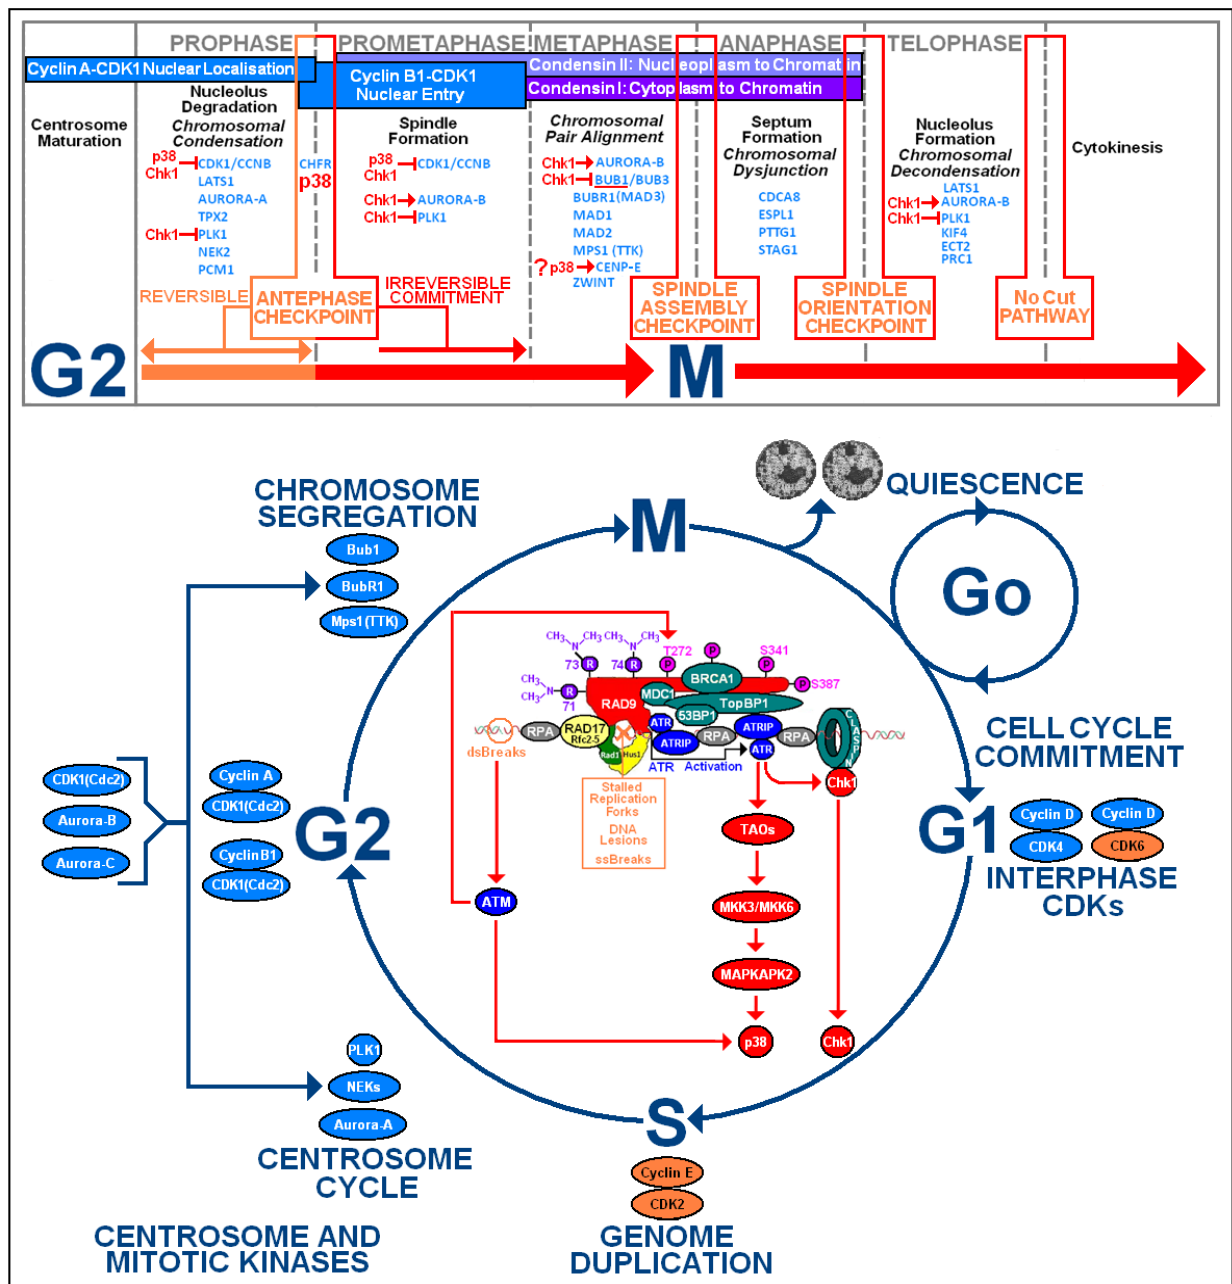 PROPHASE
PROMETAPHASE
METAPHASE
ANAPHASE
TELOPHASE
Cyclin A-CDK1 Nuclear Localisation
Cyclin B1-CDK1
Nuclear Entry
Condensin II: Nucleoplasm to Chromatin
Condensin I: Cytoplasm to Chromatin
Centrosome
Maturation
Nucleolus
Degradation
Chromosomal
Condensation
p38
Chk1
CDK1/CCNB
LATS1
AURORA-A
TPX2
Chk1
PLK1
NEK2
PCM1
CHFR
p38
Spindle
Formation
p38
Chk1
CDK1/CCNB
Chk1
AURORA-B
Chk1
PLK1
Chromosomal
Pair Alignment
Chk1
AURORA-B
Chk1
BUB1/BUB3
BUBR1(MAD3)
MAD1
MAD2
MPS1 (TTK)
?p38
CENP-E
ZWINT
Septum
Formation
Chromosomal
Dysjunction
CDCA8
ESPL1
PTTG1
STAG1
Nucleolus
Formation
Chromosomal
Decondensation
LATS1
Chk1
AURORA-B
Chk1
PLK1
KIF4
ECT2
PRC1
Cytokinesis
REVERSIBLE
ANTEPHASE
CHECKPOINT
IRREVERSIBLE
COMMITMENT
SPINDLE
ASSEMBLY
CHECKPOINT
SPINDLE
ORIENTATION
CHECKPOINT
No Cut
PATHWAY
G2
M
CHROMOSOME
SEGREGATION
Bub1
BubR1
Mps1(TTK)
M
QUIESCENCE
Go
CELL CYCLE
COMMITMENT
G1
Cyclin D
CDK4
Cyclin D
CDK6
INTERPHASE
CDKs
CH3
CH3
N
73
R
CH3
CH3
N
74
R
CH3
CH3
N
71
R
T272
P
P
S341
P
P
S387
BRCA1
MDC1
TopBP1
RAD9
53BP1
ATR
ATRIP
ATRIP
ATR
RPA
RAD17
Rfc2-5
RPA
RPA
CLASPIN
Rad1
Hus1
dsBreaks
ATR Activation
Chk1
Stalled
Replication
Forks
DNA
Lesions
ssBreaks
TAOs
MKK3/MKK6
MAPKAPK2
p38
Chk1
ATM
CDK1(Cdc2)
Aurora-B
Aurora-C
Cyclin A
CDK1(Cdc2)
Cyclin B1
CDK1(Cdc2)
G2
PLK1
NEKs
Aurora-A
CENTROSOME
CYCLE
CENTROSOME AND
MITOTIC KINASES
S
Cyclin E
CDK2
GENOME
DUPLICATION